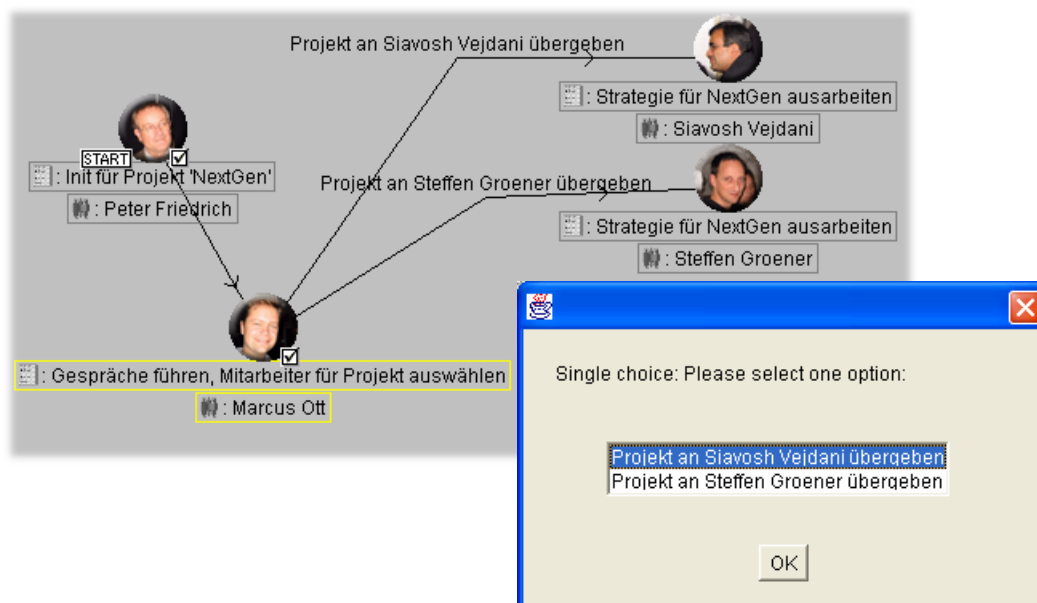 Projekt an Siavosh Vejdani übergeben
: Strategie für NextGen ausarbeiten
: Siavosh Vejdani
START
: Init für Projekt 'NextGen'
: Peter Friedrich
Projekt an Steffen Groener übergeben
: Strategie für NextGen ausarbeiten
: Steffen Groener
: Gespräche führen, Mitarbeiter für Projekt auswählen
: Marcus Ott
Single choice: Please select one option:
Projekt an Siavosh Vejdani übergeben
Projekt an Steffen Groener übergeben
OK